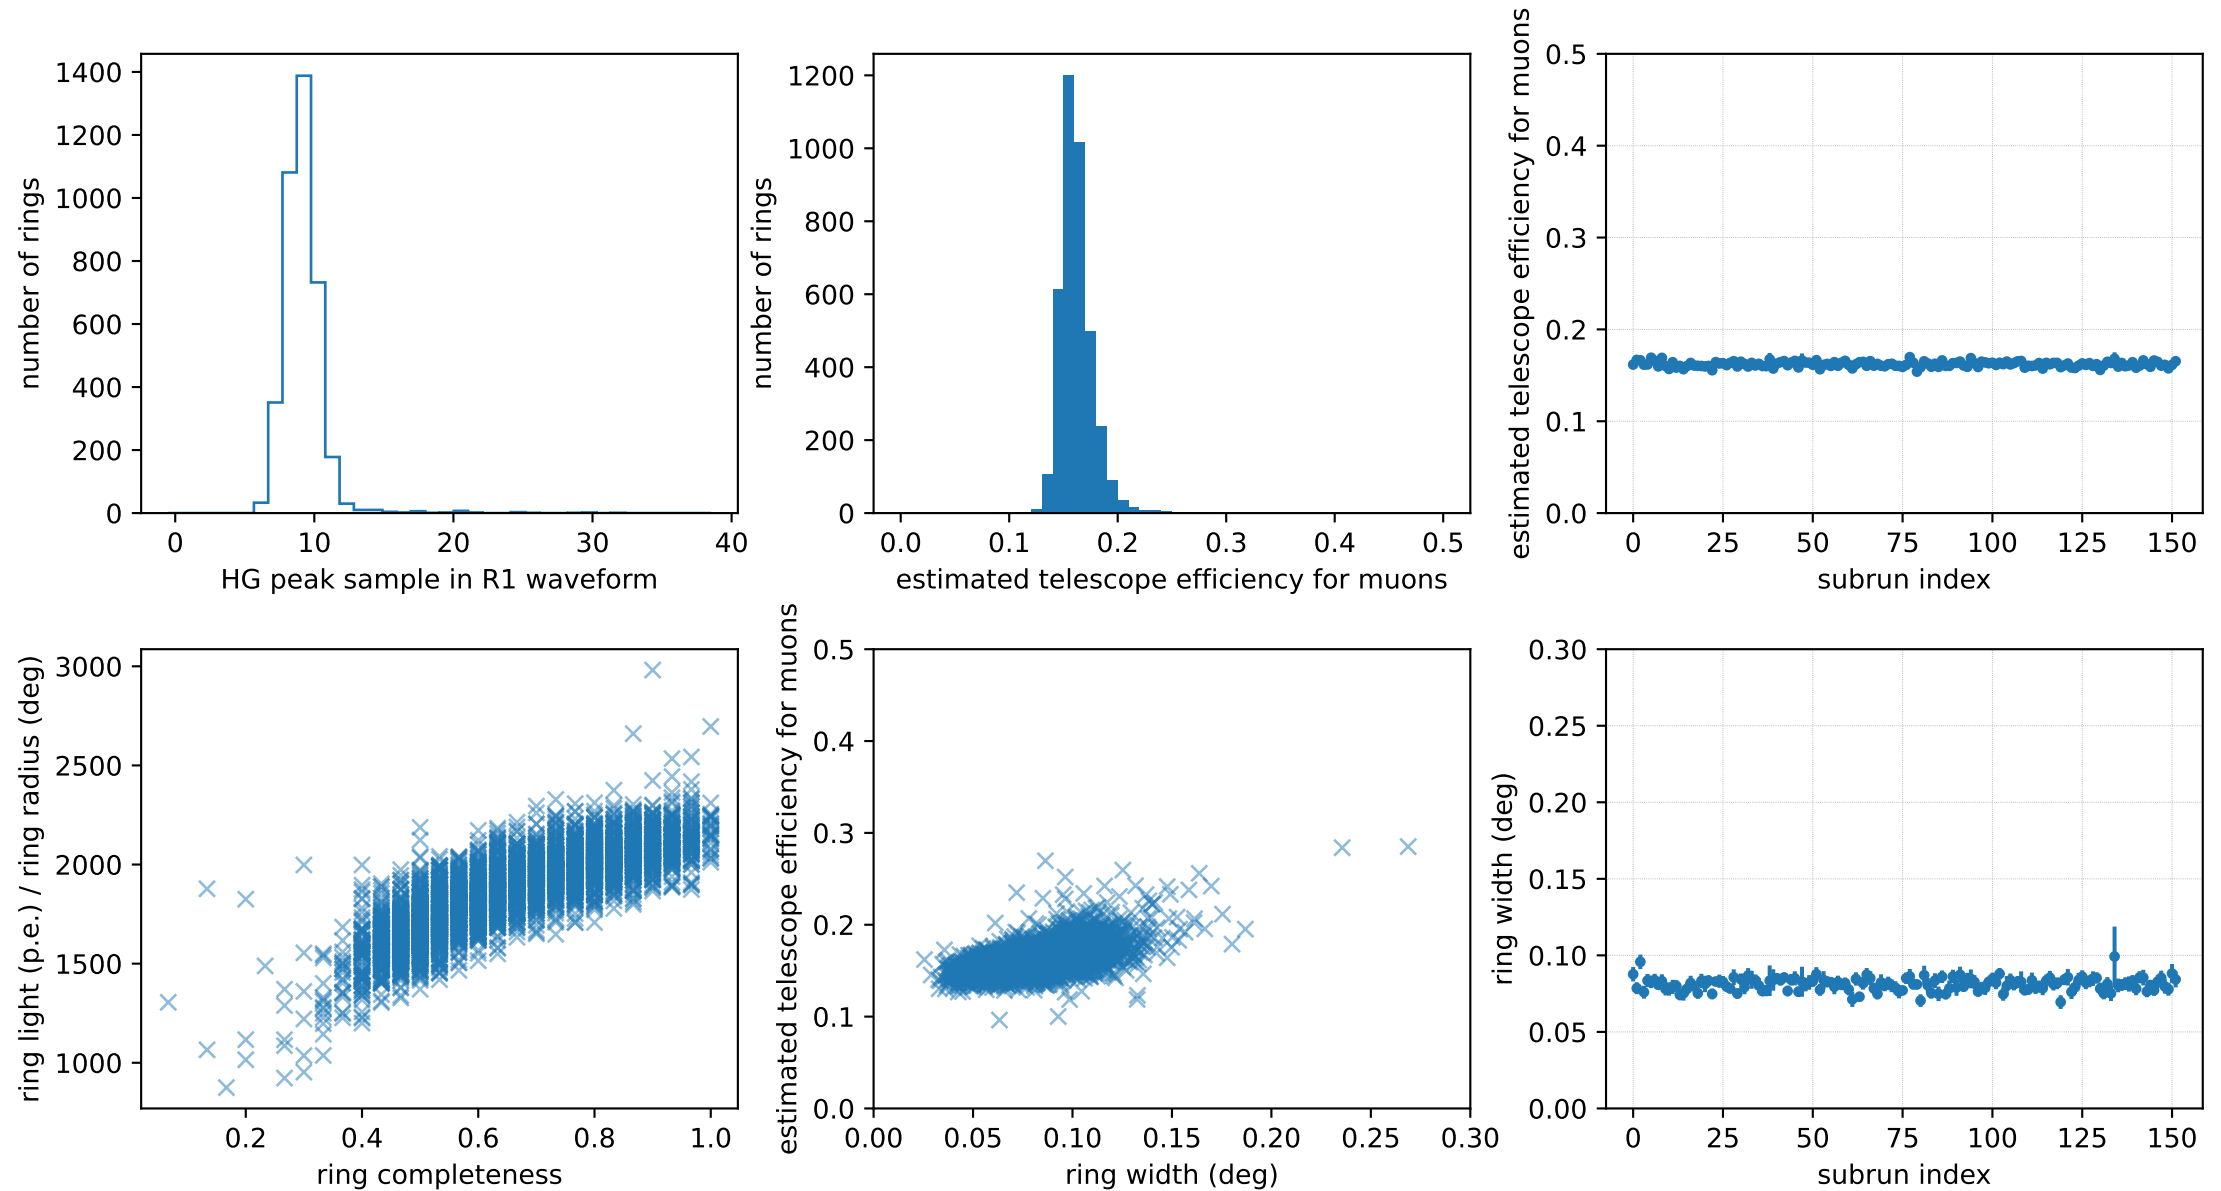 1400
1200
1000
800
600
400
200
0
number of rings
0 10 20 30 40
HG peak sample in R1 waveform
1200
1000
800
600
400
200
0
number of rings
0.0 0.1 0.2 0.3 0.4 0.5
estimated telescope efficiency for muons
0.5
0.4
0.3
0.2
0.1
0.0
estimated telescope efficiency for muons
0 25 50 75 100 125 150
subrun index
3000
2500
2000
1500
1000
ring light (p.e.) / ring radius (deg)
0.2 0.4 0.6 0.8 1.0
ring completeness
0.5
0.4
0.3
0.2
0.1
0.0
estimated telescope efficiency for muons
0.00 0.05 0.10 0.15 0.20 0.25 0.30
ring width (deg)
0.30
0.25
0.20
0.15
0.10
0.05
0.00
ring width (deg)
0 25 50 75 100 125 150
subrun index